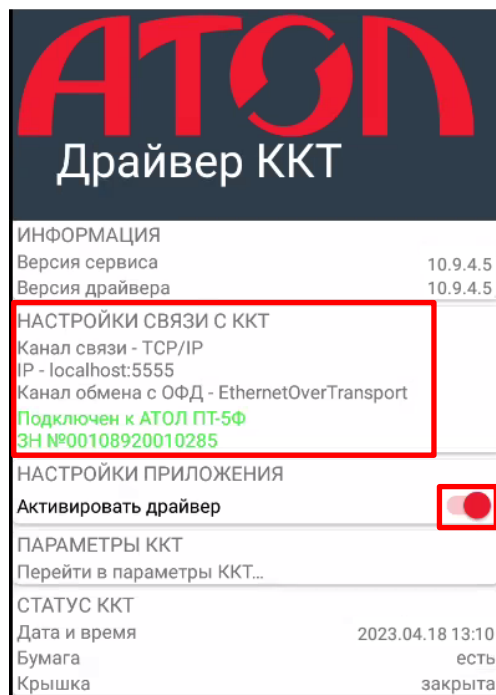 АТОЛ
Драйвер ККТ
ИНФОРМАЦИЯ
Версия сервиса 10.9.4.5
Версия драйвера 10.9.4.5
НАСТРОЙКИ СВЯЗИ С ККТ
Канал связи - TCP/IP
IP - localhost:5555
Канал обмена с ОФД - EthernetOverTransport
Подключен к АТОЛ ПТ-5Ф
ЗН №00108920010285
НАСТРОЙКИ ПРИЛОЖЕНИЯ
Активировать драйвер
ПАРАМЕТРЫ ККТ
Перейти в параметры ККТ...
СТАТУС ККТ
Дата и время 2023.04.18 13:10
Бумага есть
Крышка закрыта